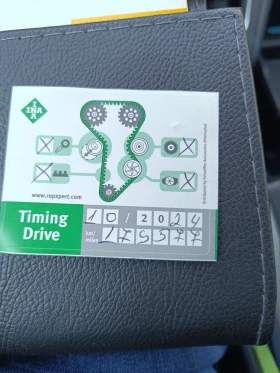 INA
www.repxpert.com
Timing
Drive
10/2024
km/
miles
175577